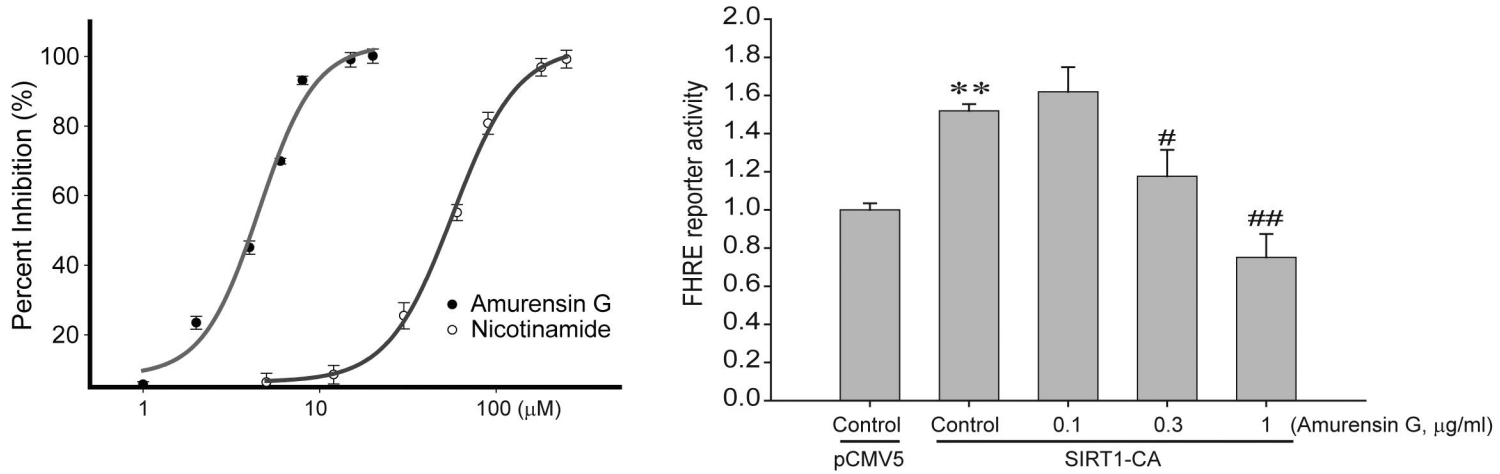 Percent Inhibition (%)
100
80
60
40
20
Amurensin G
Nicotinamide
1 10 100 (μM)
FHRE reporter activity
2.0
1.8
1.6
1.4
1.2
1.0
0.8
0.6
0.4
0.2
0.0
**
#
##
Control Control 0.1 0.3 1 (Amurensin G, μg/ml)
pCMV5 SIRT1-CA